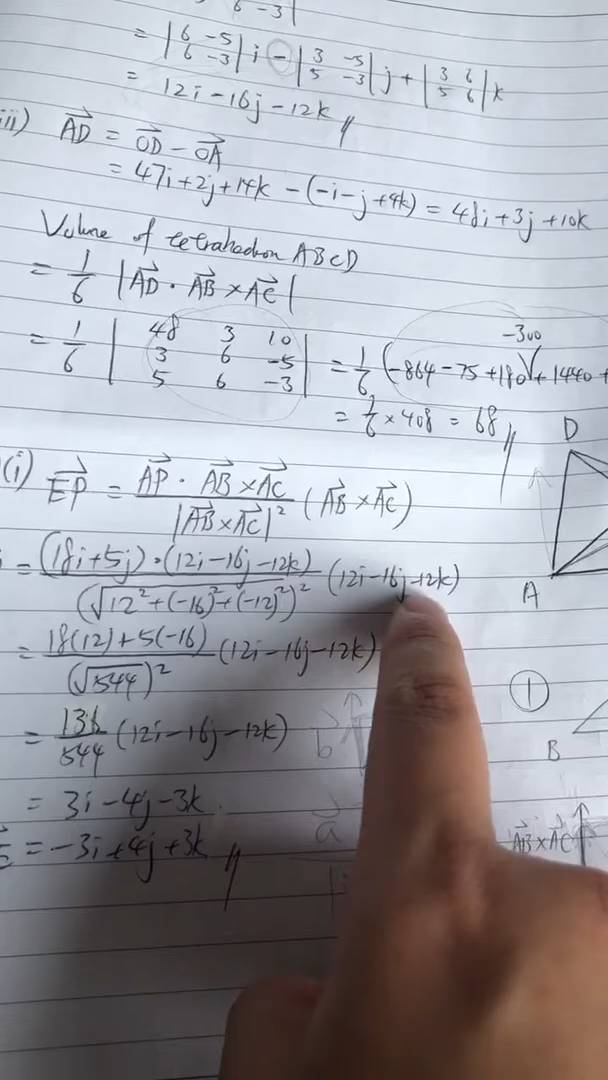 6 -3|
= |6 -5 6 -3|i - |3 -5 5 -3|j + |3 6 5 6|k
= 12i - 16j - 12k //
iii) AD→ = OD→ - OA→
= 47i + 2j + 14k - (-i - j + 4k) = 48i + 3j + 10k
Volume of tetrahedron ABCD
= 1/6 |AD→ · AB→ × AC→|
= 1/6 | 48 3 10
3 6 -5
5 6 -3 | = 1/6 (-864 - 75 + 180 -300 + 1440 +
= 1/6 × 408 = 68 //
(i) EP→ = AP→ · AB→ × AC→ / |AB→ × AC→|² (AB→ × AC→)
= (18i + 5j) · (12i - 16j - 12k) / (√12² + (-16)² + (-12)²)² (12i - 16j - 12k)
= 18(12) + 5(-16) / (√544)² (12i - 16j - 12k)
= 136/544 (12i - 16j - 12k)
= 3i - 4j - 3k
= -3i + 4j + 3k //
D
A
①
B
AB→ × AC→
b→
a→